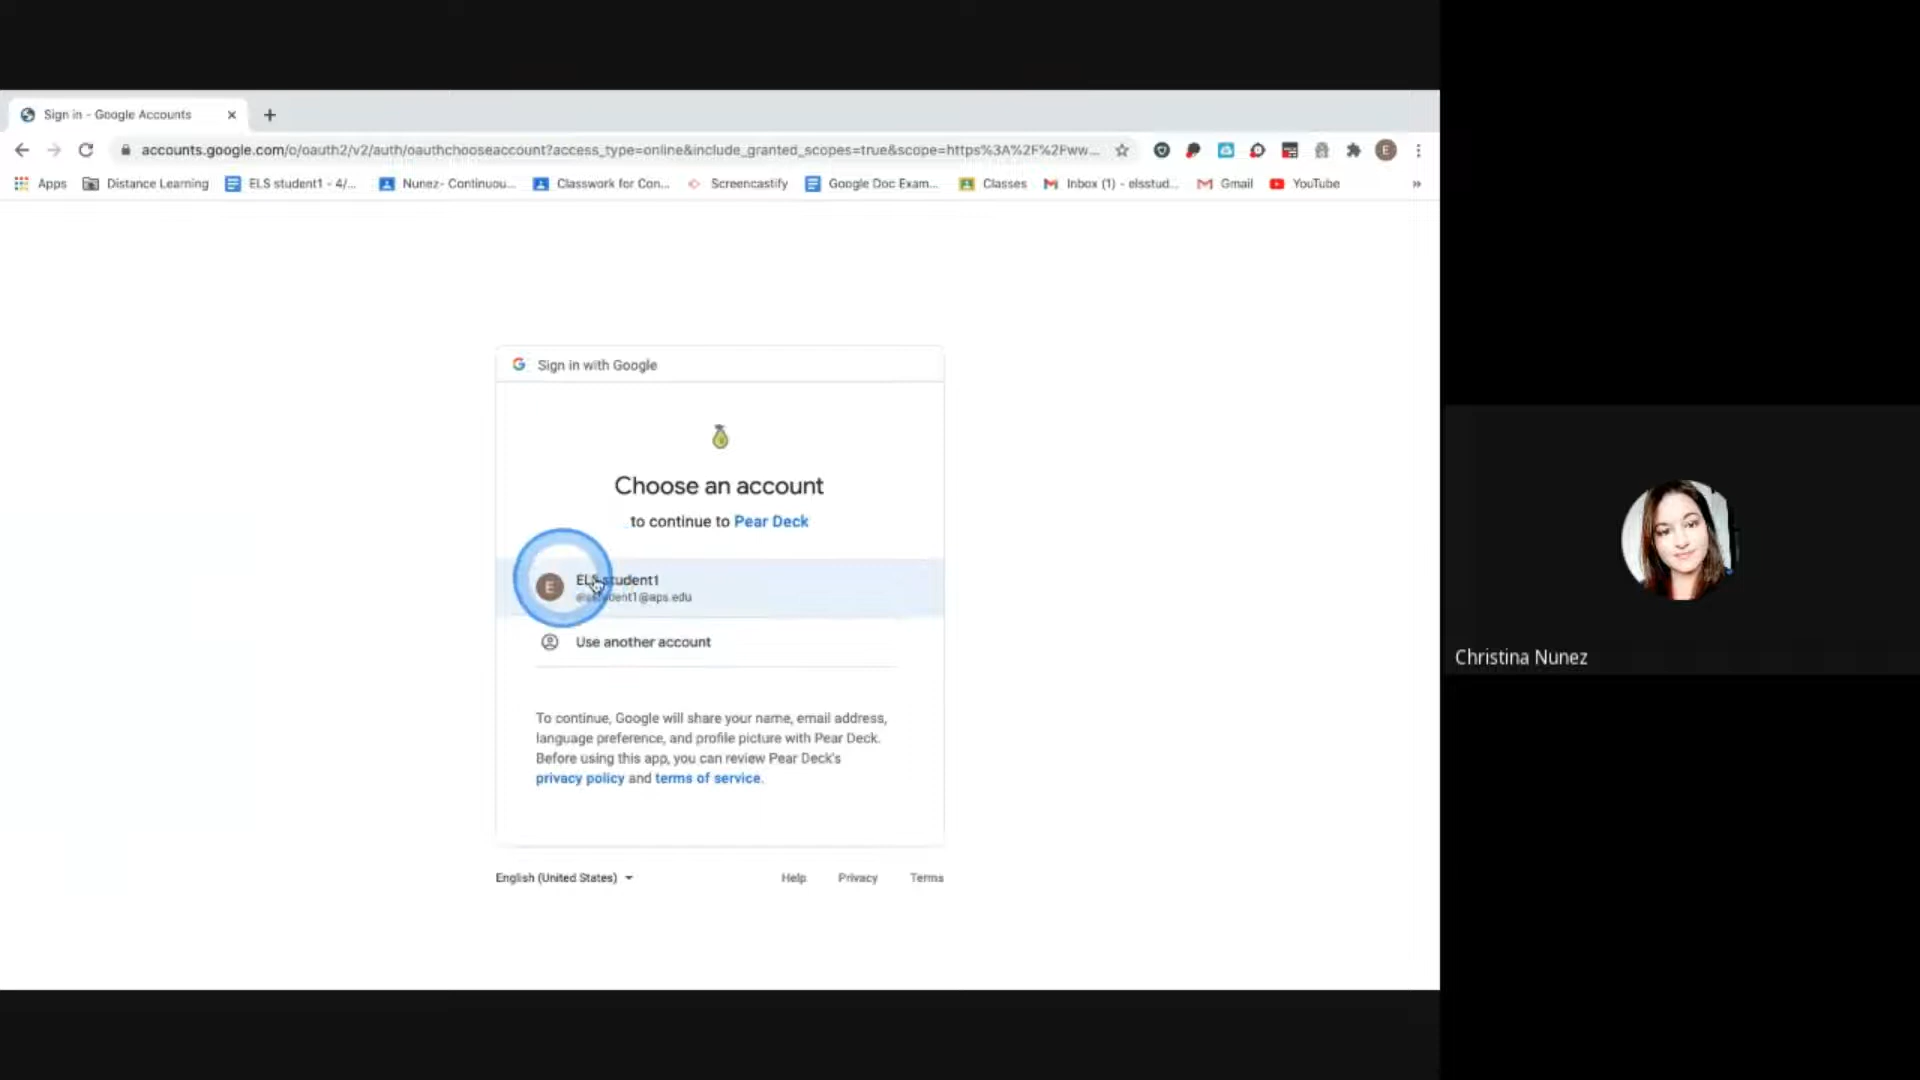 Sign in - Google Accounts
accounts.google.com/o/oauth2/v2/auth/oauthchooseaccount?access_type=online&include_granted_scopes=true&scope=https%3A%2F%2Fww...
E
Apps Distance Learning ELS student1 - 4/... Nunez- Continuou... Classwork for Con... Screencastify Google Doc Exam... Classes Inbox (1) - elsstud... Gmail YouTube »
G Sign in with Google
Choose an account
to continue to Pear Deck
E ELS student1
elsstudent1@aps.edu
Use another account
To continue, Google will share your name, email address,
language preference, and profile picture with Pear Deck.
Before using this app, you can review Pear Deck's
privacy policy and terms of service.
English (United States) Help Privacy Terms
Christina Nunez